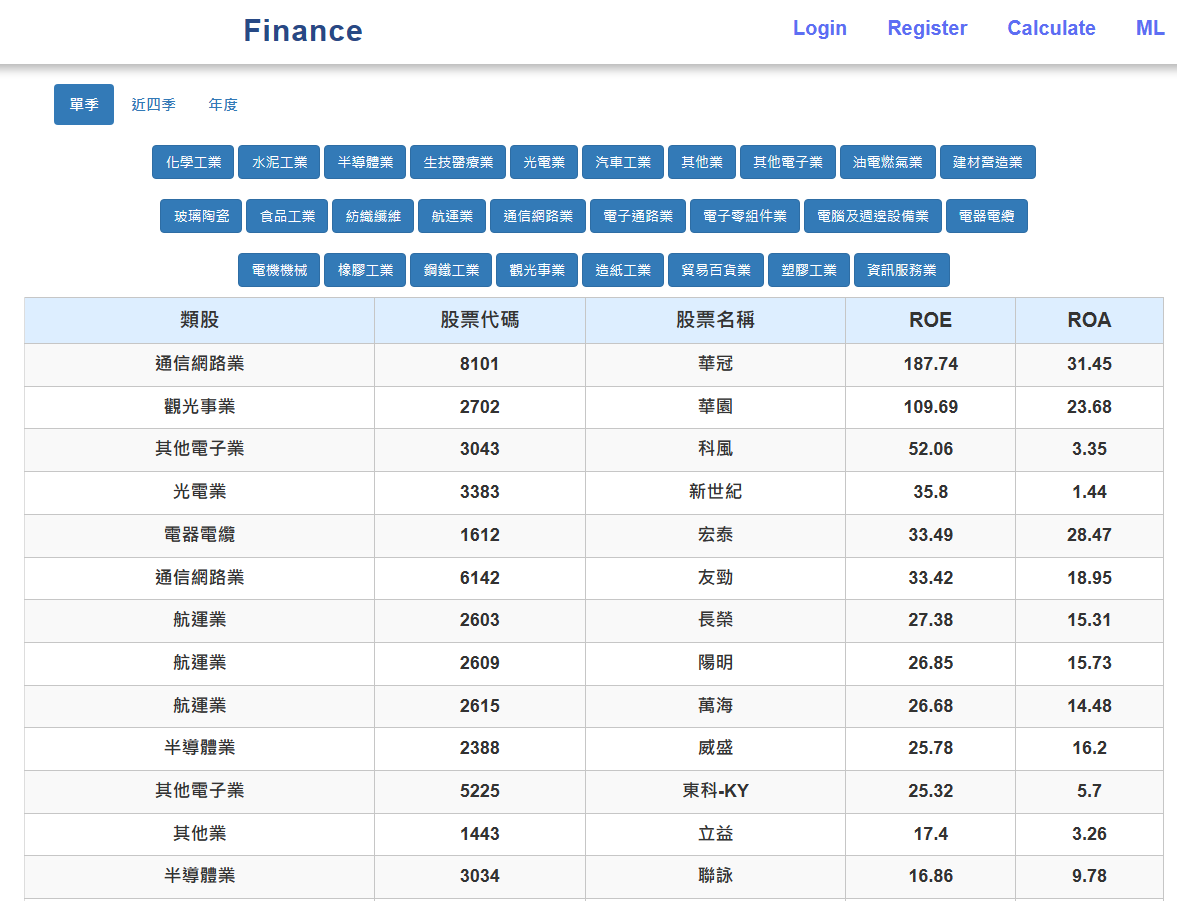 Finance Login Register Calculate ML
單季 近四季 年度
化學工業 水泥工業 半導體業 生技醫療業 光電業 汽車工業 其他業 其他電子業 油電燃氣業 建材營造業
玻璃陶瓷 食品工業 紡織纖維 航運業 通信網路業 電子通路業 電子零組件業 電腦及週邊設備業 電器電纜
電機機械 橡膠工業 鋼鐵工業 觀光事業 造紙工業 貿易百貨業 塑膠工業 資訊服務業
類股 股票代碼 股票名稱 ROE ROA
通信網路業 8101 華冠 187.74 31.45
觀光事業 2702 華園 109.69 23.68
其他電子業 3043 科風 52.06 3.35
光電業 3383 新世紀 35.8 1.44
電器電纜 1612 宏泰 33.49 28.47
通信網路業 6142 友勁 33.42 18.95
航運業 2603 長榮 27.38 15.31
航運業 2609 陽明 26.85 15.73
航運業 2615 萬海 26.68 14.48
半導體業 2388 威盛 25.78 16.2
其他電子業 5225 東科-KY 25.32 5.7
其他業 1443 立益 17.4 3.26
半導體業 3034 聯詠 16.86 9.78